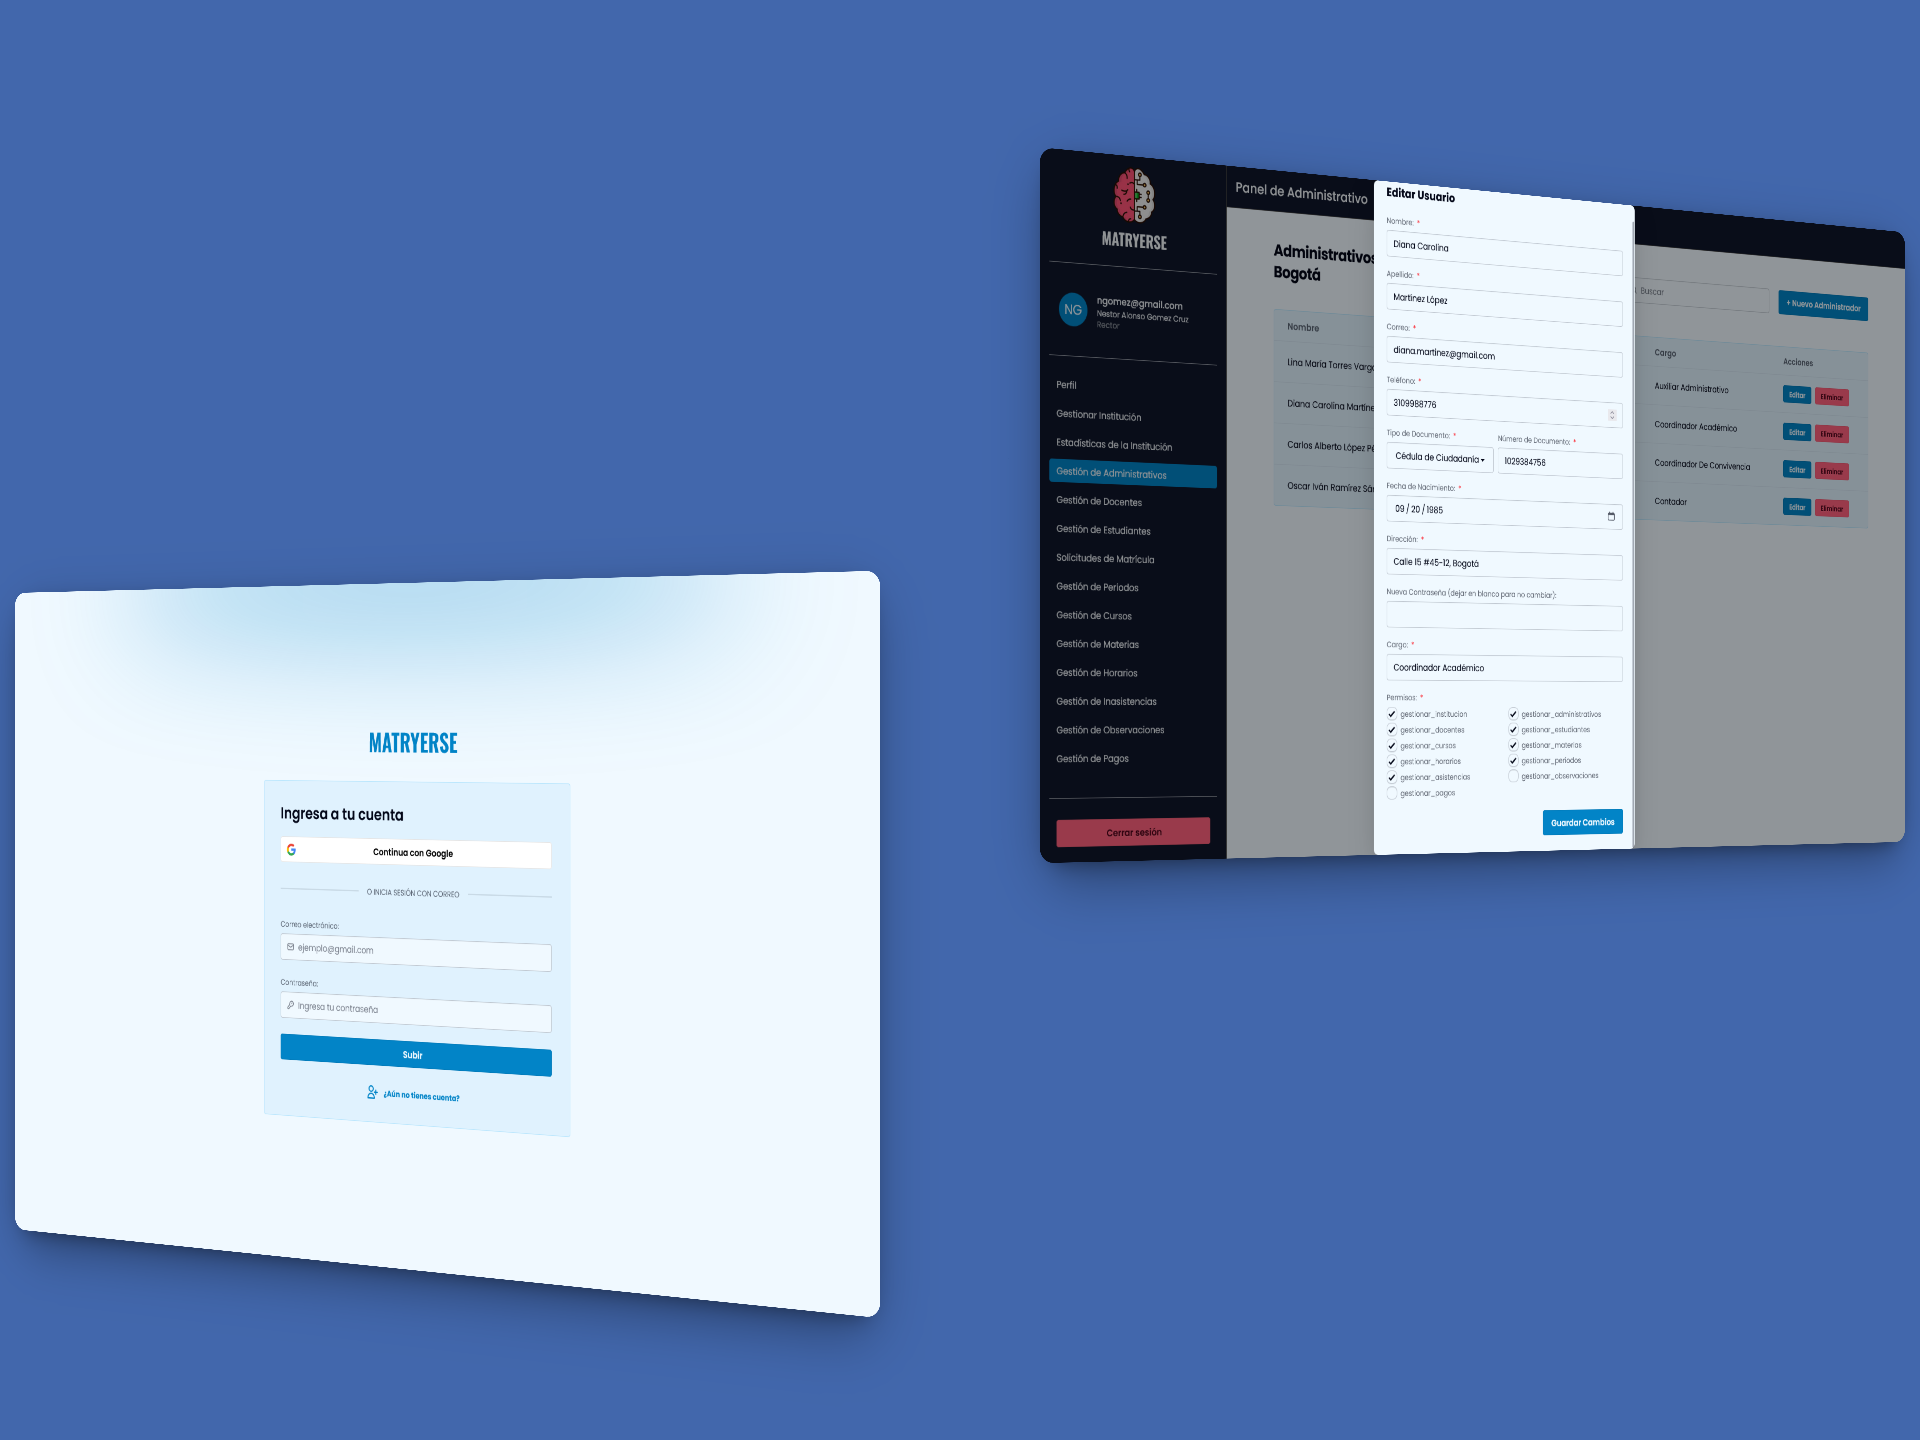 MATRYERSE
Ingresa a tu cuenta
Continua con Google
O INICIA SESIÓN CON CORREO
Correo electrónico:
ejemplo@gmail.com
Contraseña:
Ingresa tu contraseña
Subir
¿Aún no tienes cuenta?
MATRYERSE
NG
ngomez@gmail.com
Nestor Alonso Gomez Cruz
Rector
Perfil
Gestionar Institución
Estadísticas de la Institución
Gestión de Administrativos
Gestión de Docentes
Gestión de Estudiantes
Solicitudes de Matrícula
Gestión de Periodos
Gestión de Cursos
Gestión de Materias
Gestión de Horarios
Gestión de Inasistencias
Gestión de Observaciones
Gestión de Pagos
Cerrar sesión
Panel de Administrativo
Administrativos
Bogotá
Buscar
+ Nuevo Administrador
Nombre Cargo Acciones
Lina María Torres Auxiliar Administrativo Editar Eliminar
Diana Carolina Coordinador Académico Editar Eliminar
Carlos Alberto López Coordinador De Convivencia Editar Eliminar
Oscar Iván Ramírez Contador Editar Eliminar
Editar Usuario
Nombre: *
Diana Carolina
Apellido: *
Martínez López
Correo: *
diana.martinez@gmail.com
Teléfono: *
3109988776
Tipo de Documento: * Número de Documento: *
Cédula de Ciudadanía 1029384756
Fecha de Nacimiento: *
09 / 20 / 1985
Dirección: *
Calle 15 #45-12, Bogotá
Nueva Contraseña (dejar en blanco para no cambiar):
Cargo: *
Coordinador Académico
Permisos: *
gestionar_institucion gestionar_administrativos
gestionar_docentes gestionar_estudiantes
gestionar_cursos gestionar_materias
gestionar_horarios gestionar_periodos
gestionar_asistencias gestionar_observaciones
gestionar_pagos
Guardar Cambios